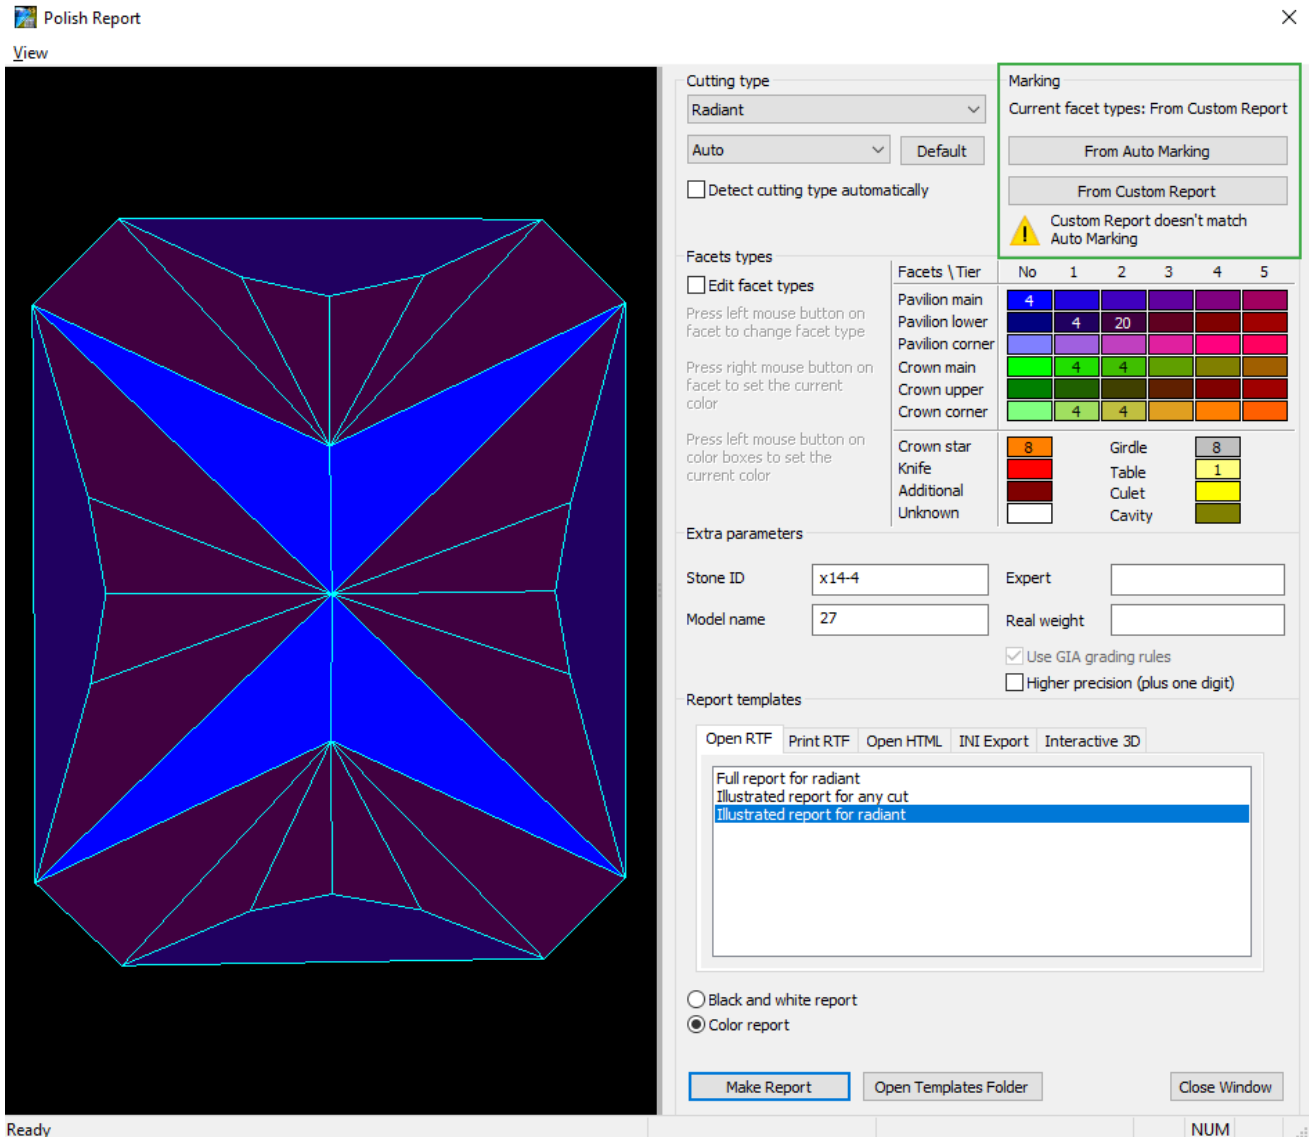 Polish Report
View
Cutting type
Radiant
Auto
Default
Detect cutting type automatically
Marking
Current facet types: From Custom Report
From Auto Marking
From Custom Report
Custom Report doesn't match
Auto Marking
Facets types
Edit facet types
Press left mouse button on
facet to change facet type
Press right mouse button on
facet to set the current
color
Press left mouse button on
color boxes to set the
current color
Facets \ Tier No 1 2 3 4 5
Pavilion main 4
Pavilion lower 4 20
Pavilion corner
Crown main 4 4
Crown upper
Crown corner 4 4
Crown star 8 Girdle 8
Knife Table 1
Additional Culet
Unknown Cavity
Extra parameters
Stone ID x14-4 Expert
Model name 27 Real weight
Use GIA grading rules
Higher precision (plus one digit)
Report templates
Open RTF Print RTF Open HTML INI Export Interactive 3D
Full report for radiant
Illustrated report for any cut
Illustrated report for radiant
Black and white report
Color report
Make Report Open Templates Folder Close Window
Ready NUM